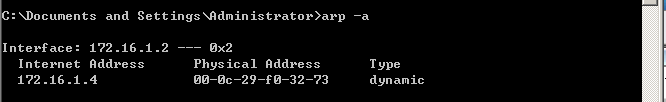 C:\Documents and Settings\Administrator>arp -a
Interface: 172.16.1.2 --- 0x2
Internet Address Physical Address Type
172.16.1.4 00-0c-29-f0-32-73 dynamic